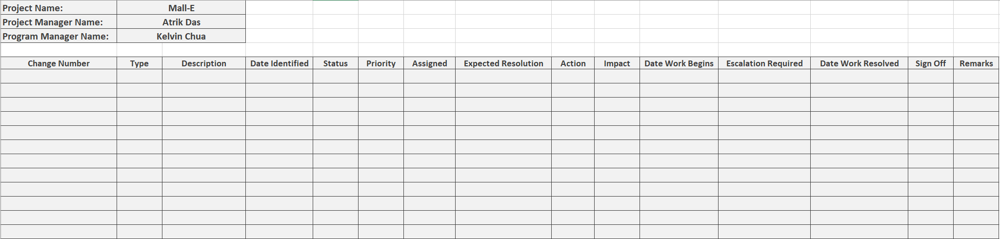 Project Name: Mall-E
Project Manager Name: Atrik Das
Program Manager Name: Kelvin Chua
Change Number Type Description Date Identified Status Priority Assigned Expected Resolution Action Impact Date Work Begins Escalation Required Date Work Resolved Sign Off Remarks